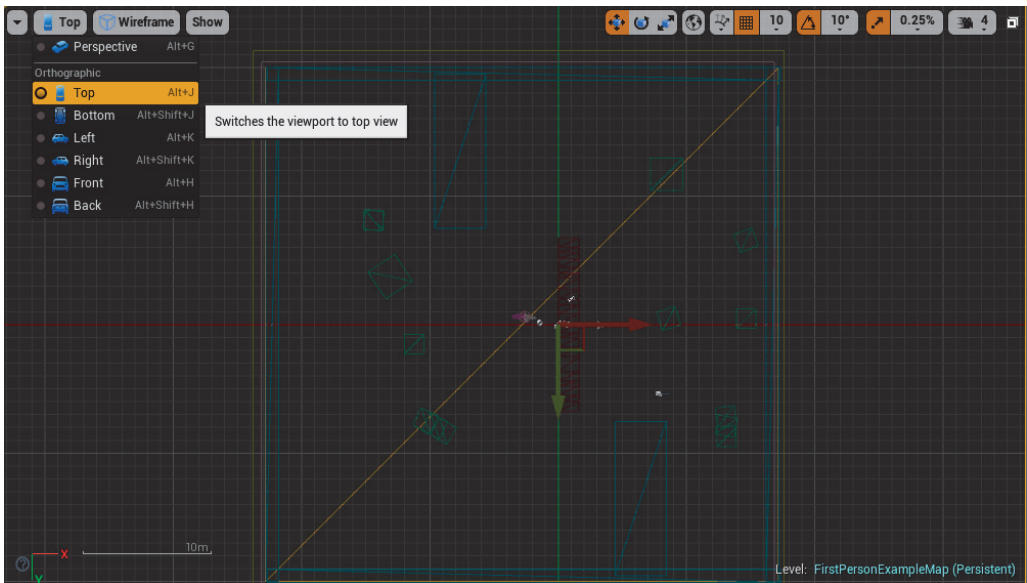 Top Wireframe Show 10 10° 0.25% 4
Perspective Alt+G
Orthographic
Top Alt+J
Bottom Alt+Shift+J
Switches the viewport to top view
Left Alt+K
Right Alt+Shift+K
Front Alt+H
Back Alt+Shift+H
10m
X
Y
Level: FirstPersonExampleMap (Persistent)